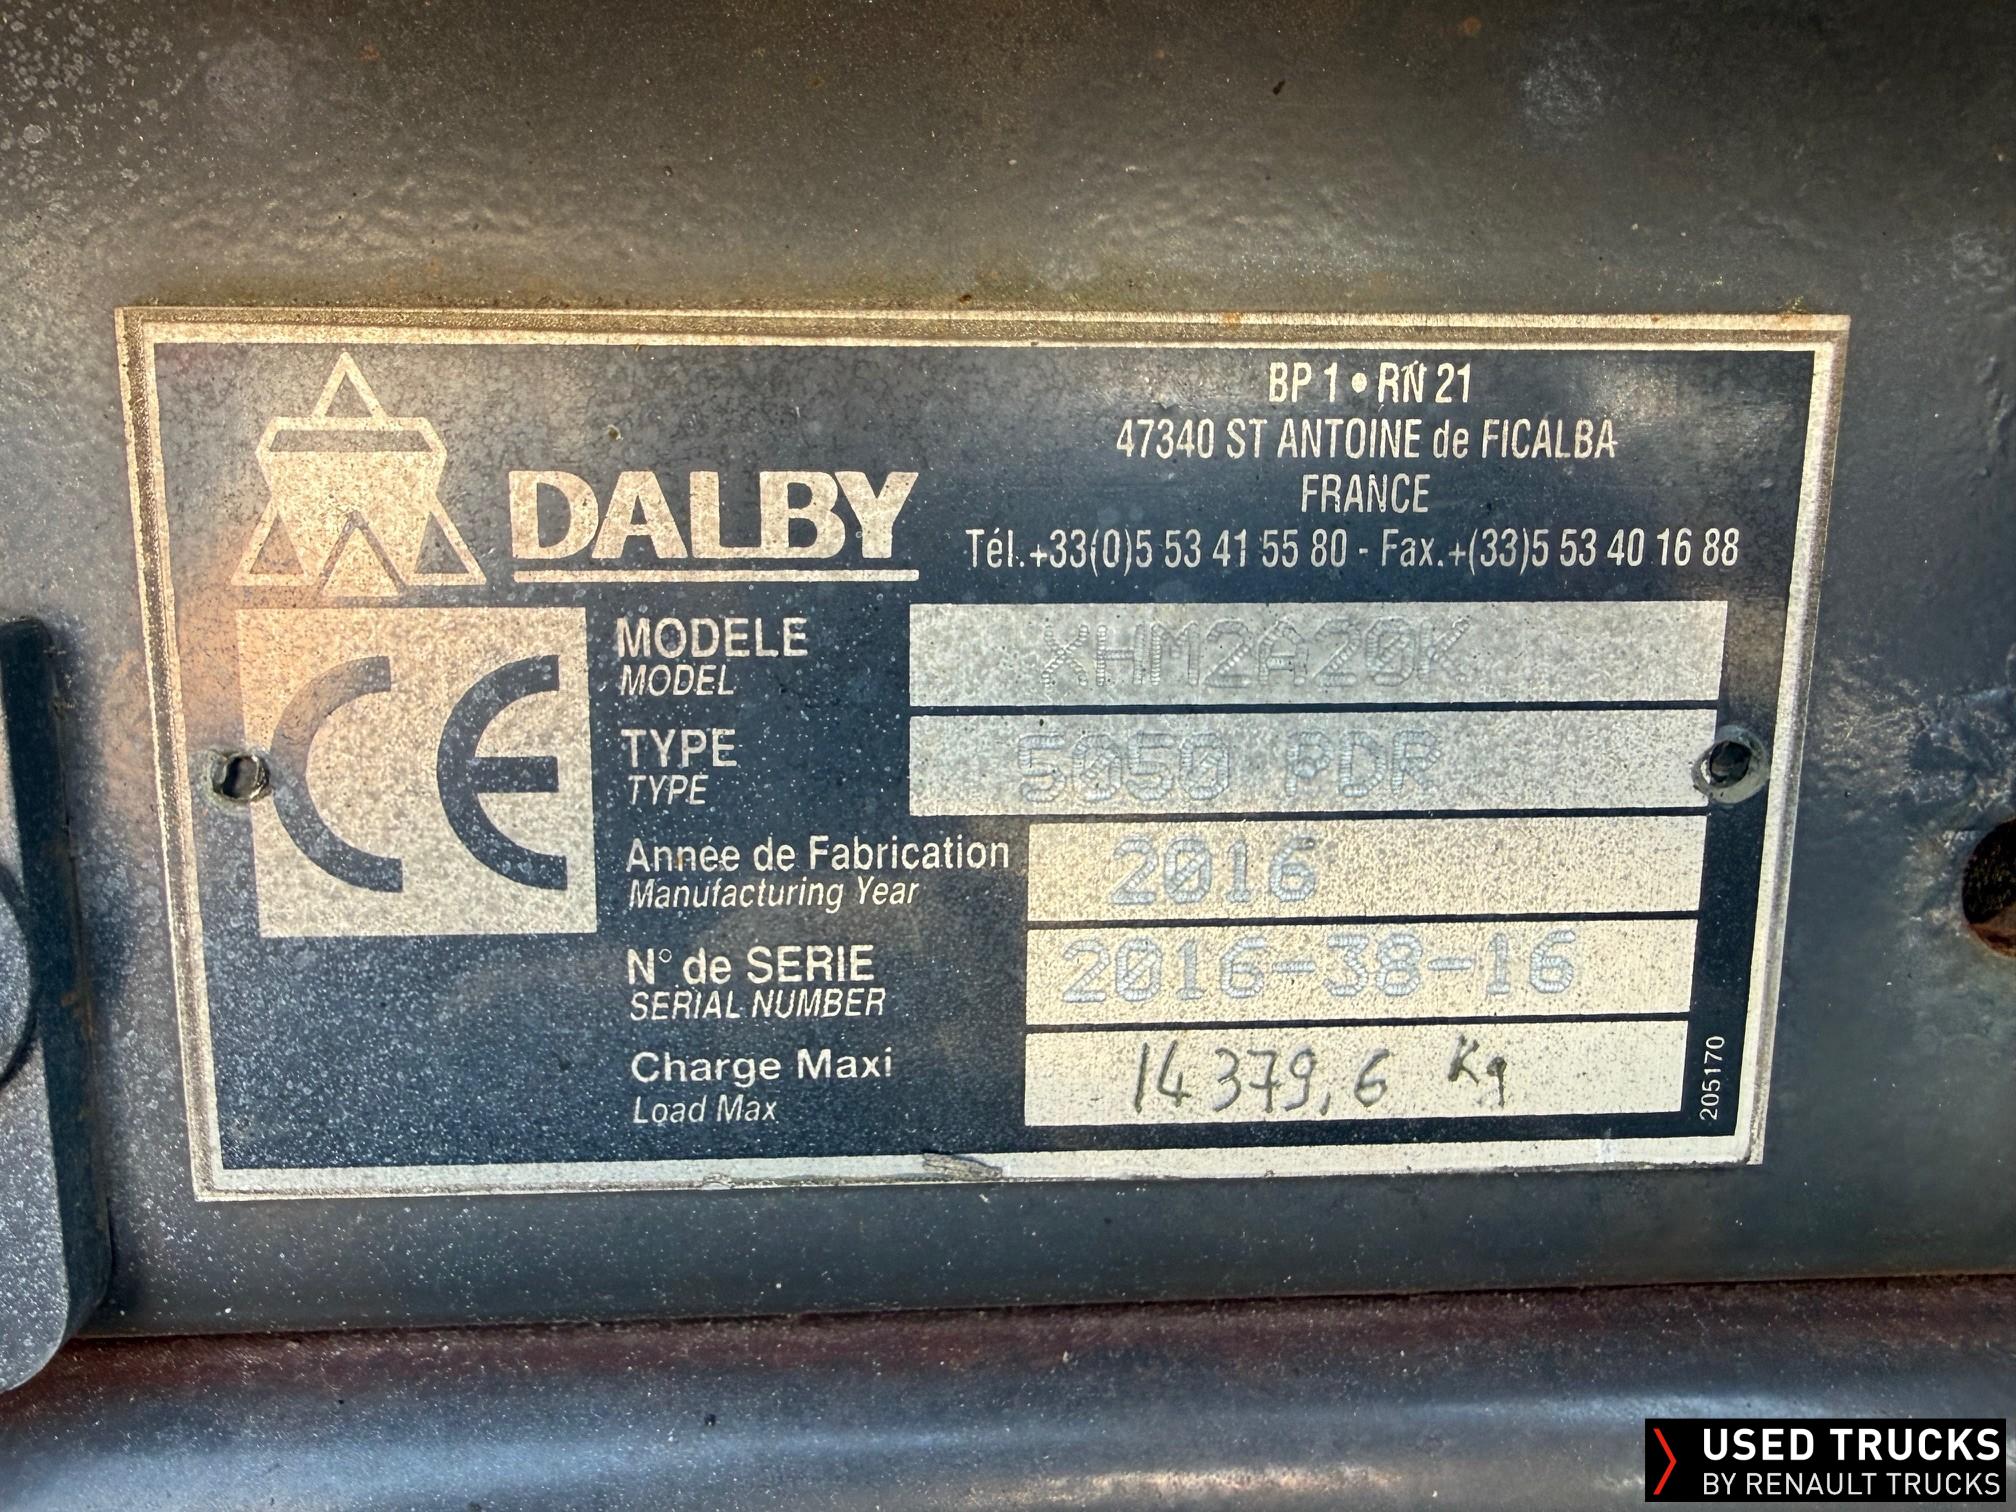 DALBY
BP 1 • RN 21
47340 ST ANTOINE de FICALBA
FRANCE
Tél.+33(0)5 53 41 55 80 - Fax.+(33)5 53 40 16 88
CE
MODELE XHM2A20K
MODEL
TYPE 5050 PDR
TYPE
Année de Fabrication 2016
Manufacturing Year
N° de SERIE 2016-38-16
SERIAL NUMBER
Charge Maxi 14 379,6 Kg
Load Max
205170
USED TRUCKS
BY RENAULT TRUCKS